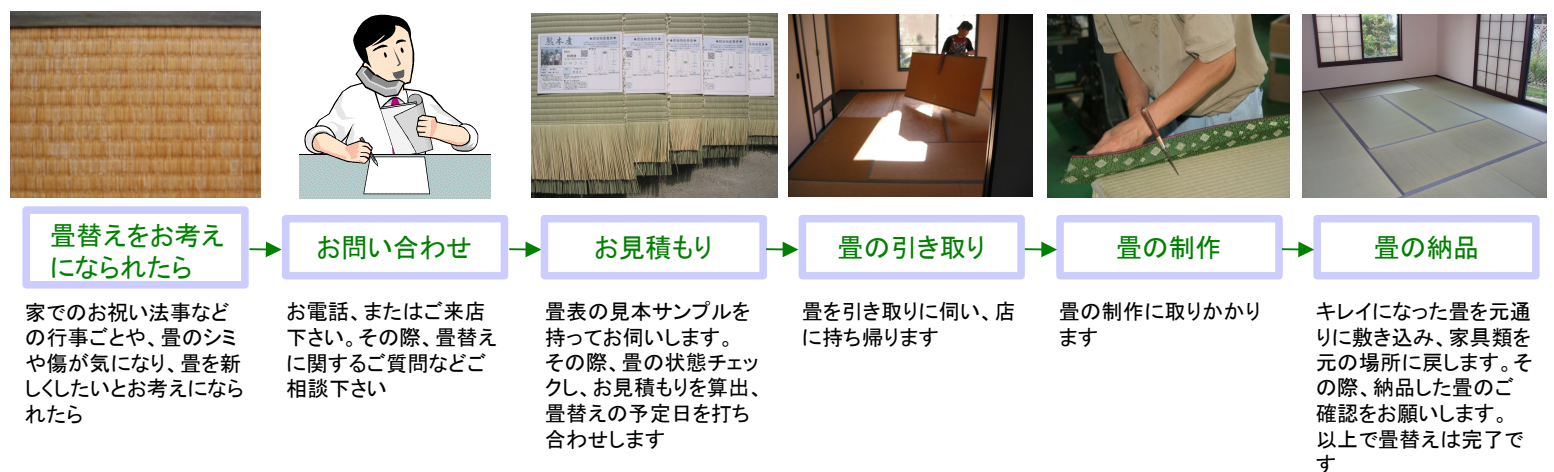 熊本産
畳替えをお考え
になられたら
お問い合わせ
お見積もり
畳の引き取り
畳の制作
畳の納品
家でのお祝い法事など
の行事ごとや、畳のシミ
や傷が気になり、畳を新
しくしたいとお考えになら
れたら
お電話、またはご来店
下さい。その際、畳替え
に関するご質問などご
相談下さい
畳表の見本サンプルを
持ってお伺いします。
その際、畳の状態チェッ
クし、お見積もりを算出、
畳替えの予定日を打ち
合わせします
畳を引き取りに伺い、店
に持ち帰ります
畳の制作に取りかかり
ます
キレイになった畳を元通
りに敷き込み、家具類を
元の場所に戻します。そ
の際、納品した畳のご
確認をお願いします。
以上で畳替えは完了で
す